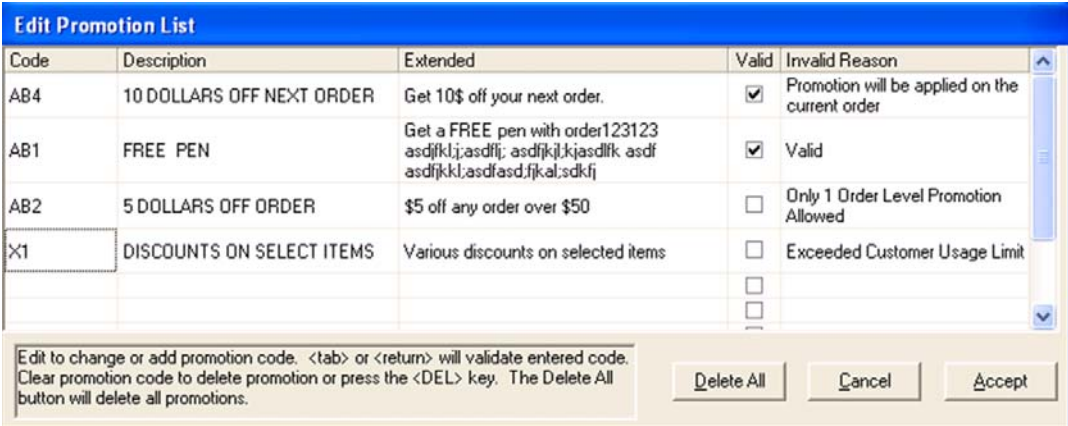 Edit Promotion List
Code Description Extended Valid Invalid Reason
AB4 10 DOLLARS OFF NEXT ORDER Get 10$ off your next order. Promotion will be applied on the
current order
AB1 FREE PEN Get a FREE pen with order123123
asdjfkl;j;asdflj; asdfjkjl;kjasdlfk asdf
asdfjkkl;asdfasd;fjkal;sdkfj
Valid
AB2 5 DOLLARS OFF ORDER $5 off any order over $50 Only 1 Order Level Promotion
Allowed
X1 DISCOUNTS ON SELECT ITEMS Various discounts on selected items Exceeded Customer Usage Limit
Edit to change or add promotion code. <tab> or <return> will validate entered code.
Clear promotion code to delete promotion or press the <DEL> key. The Delete All
button will delete all promotions.
Delete All Cancel Accept